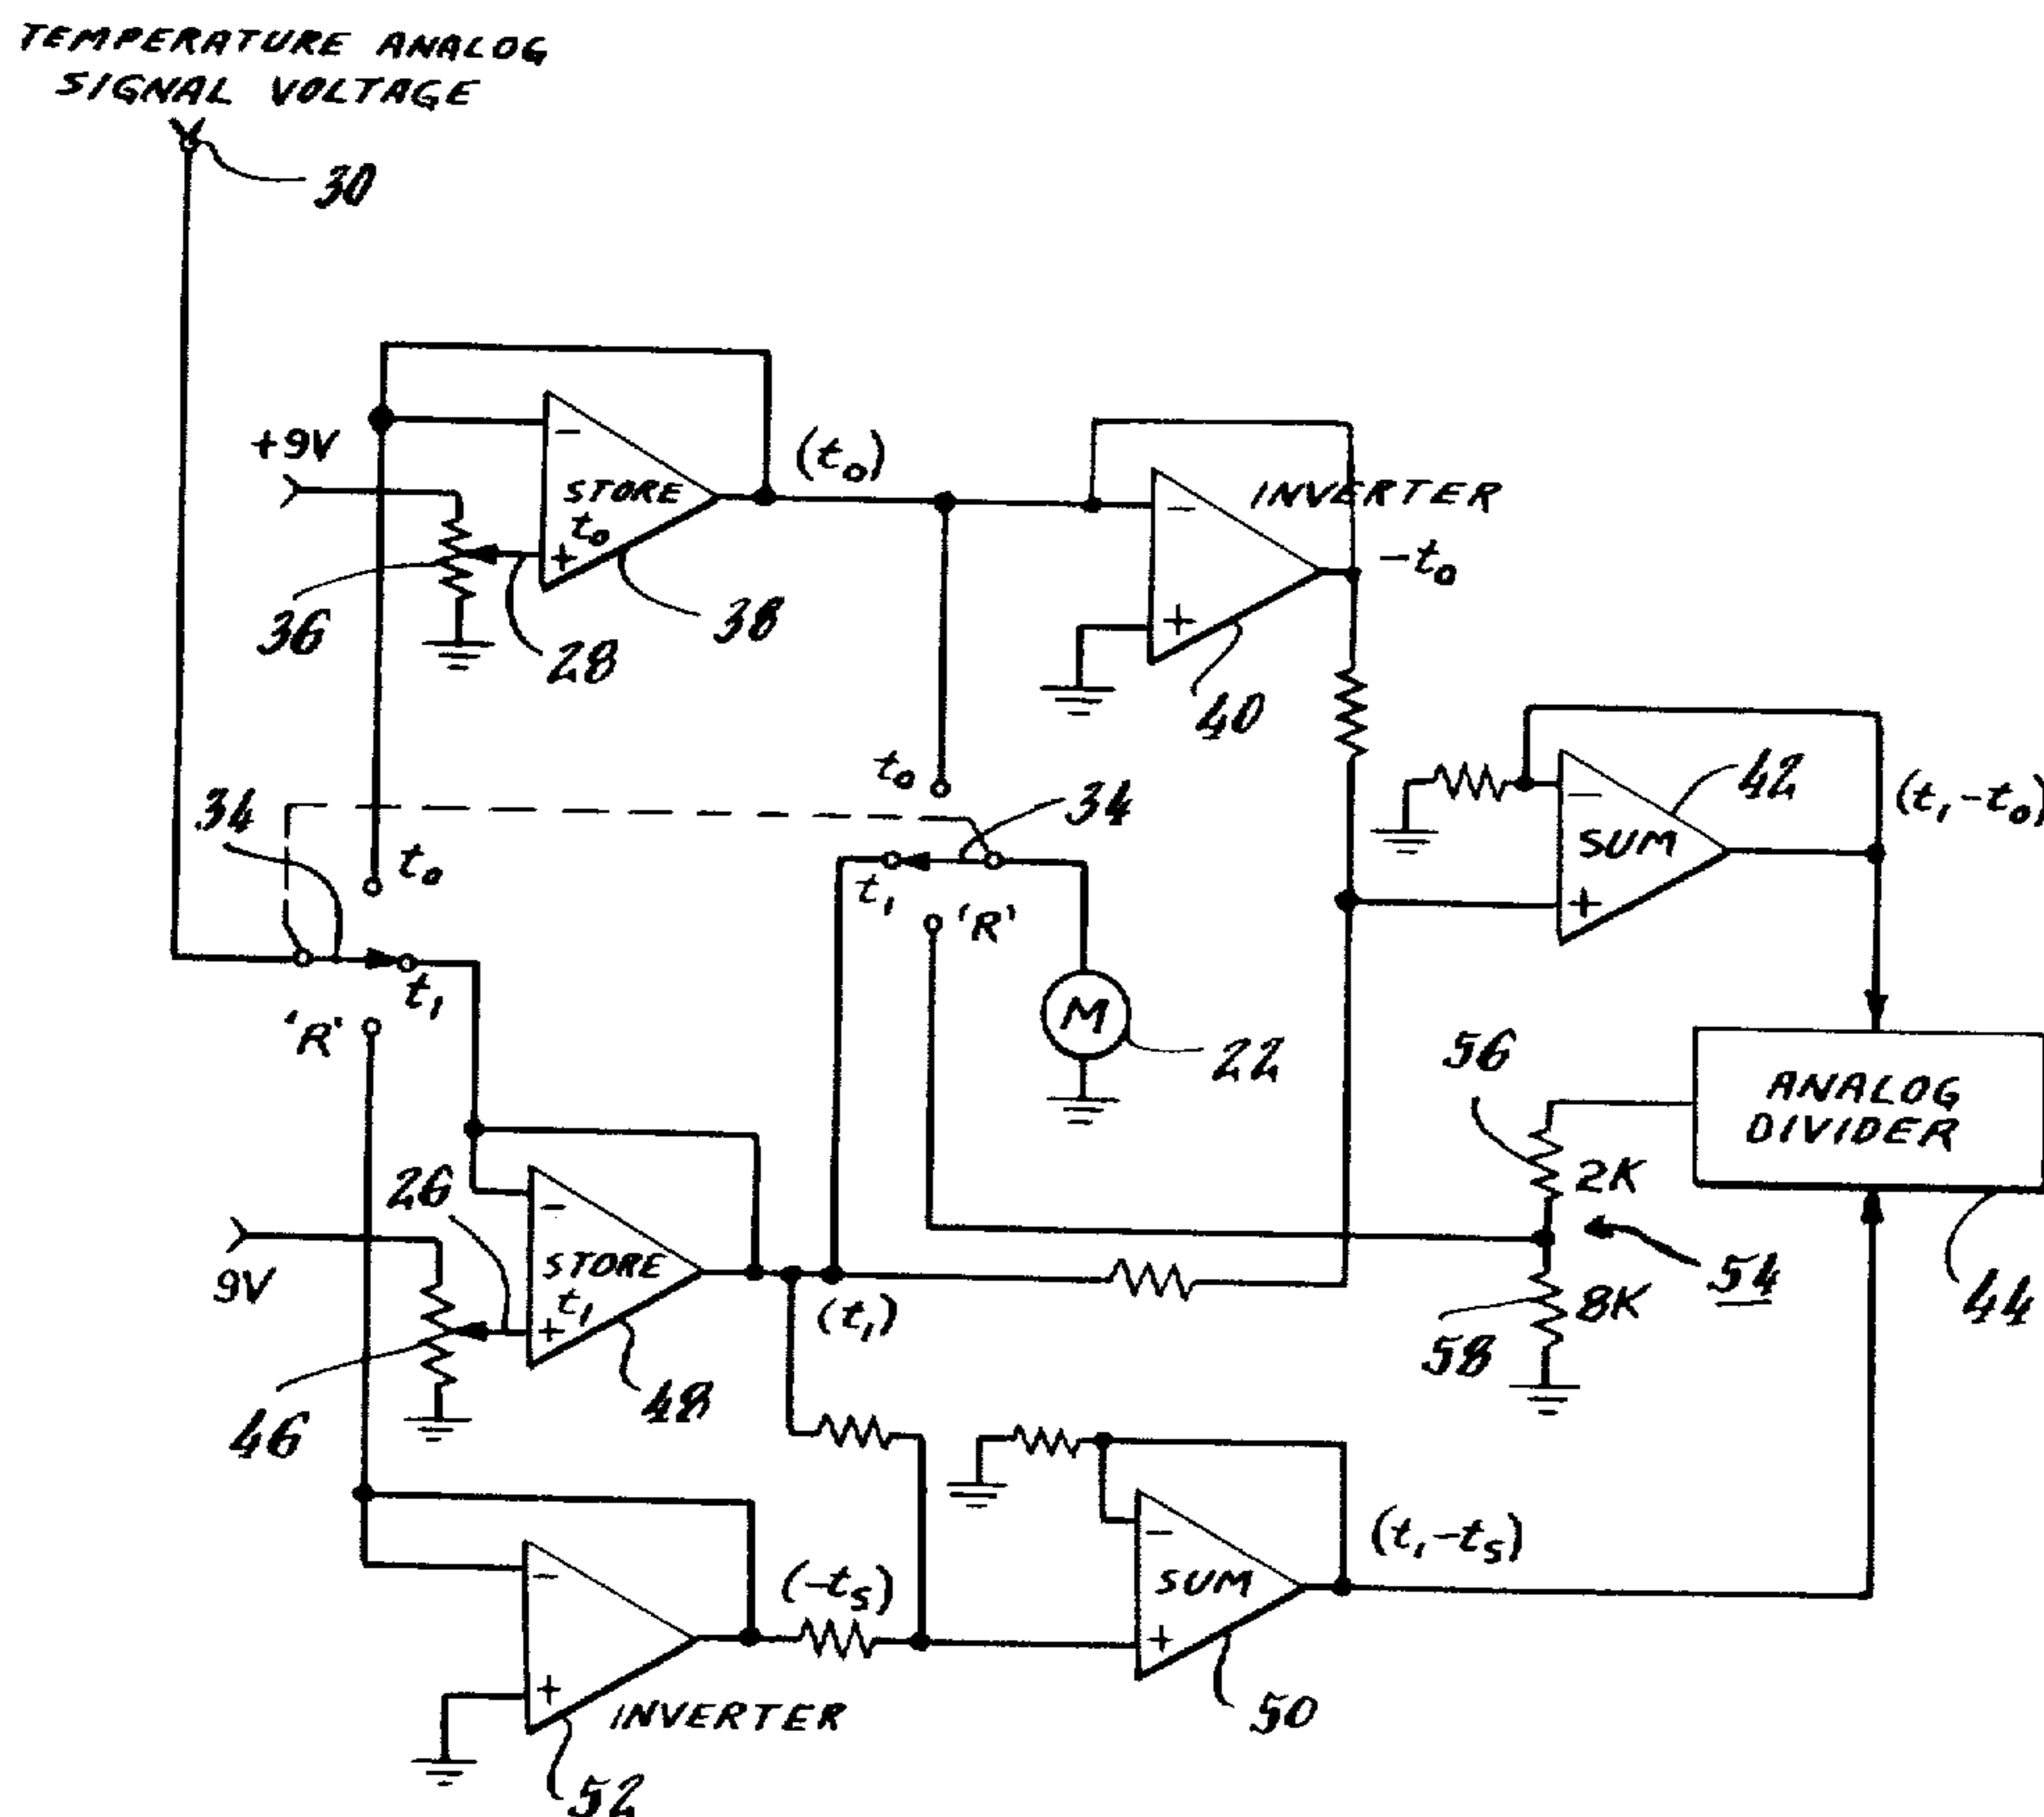 TEMPERATURE ANALOG
SIGNAL VOLTAGE
30
+9V
−
STORE
t₀
+
(t₀)
36
28
38
−
INVERTER
+
−t₀
40
34
t₀
t₁
'R'
t₀
34
t₁
'R'
M
22
−
SUM
+
42
(t₁−t₀)
56
2K
54
8K
58
ANALOG
DIVIDER
44
26
9V
−
STORE
t₁
+
(t₁)
46
48
−
+
(−tₛ)
INVERTER
52
−
SUM
+
(t₁−tₛ)
50